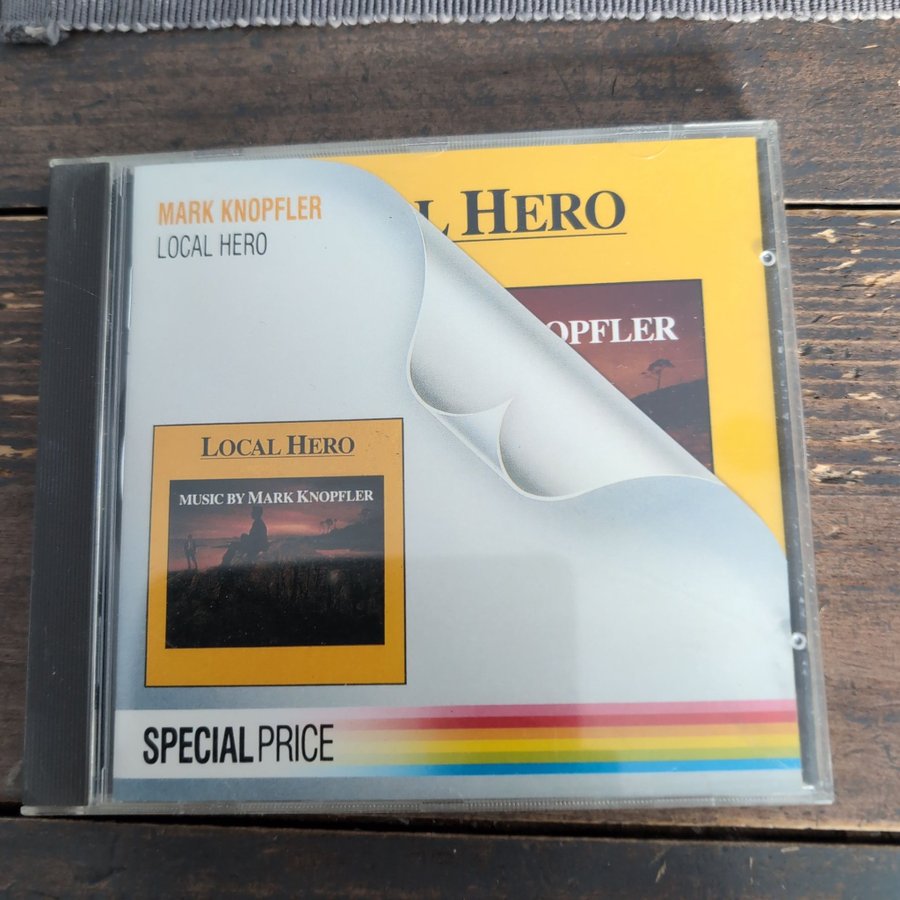 MARK KNOPFLER
LOCAL HERO
L HERO
OPFLER
LOCAL HERO
MUSIC BY MARK KNOPFLER
SPECIAL PRICE